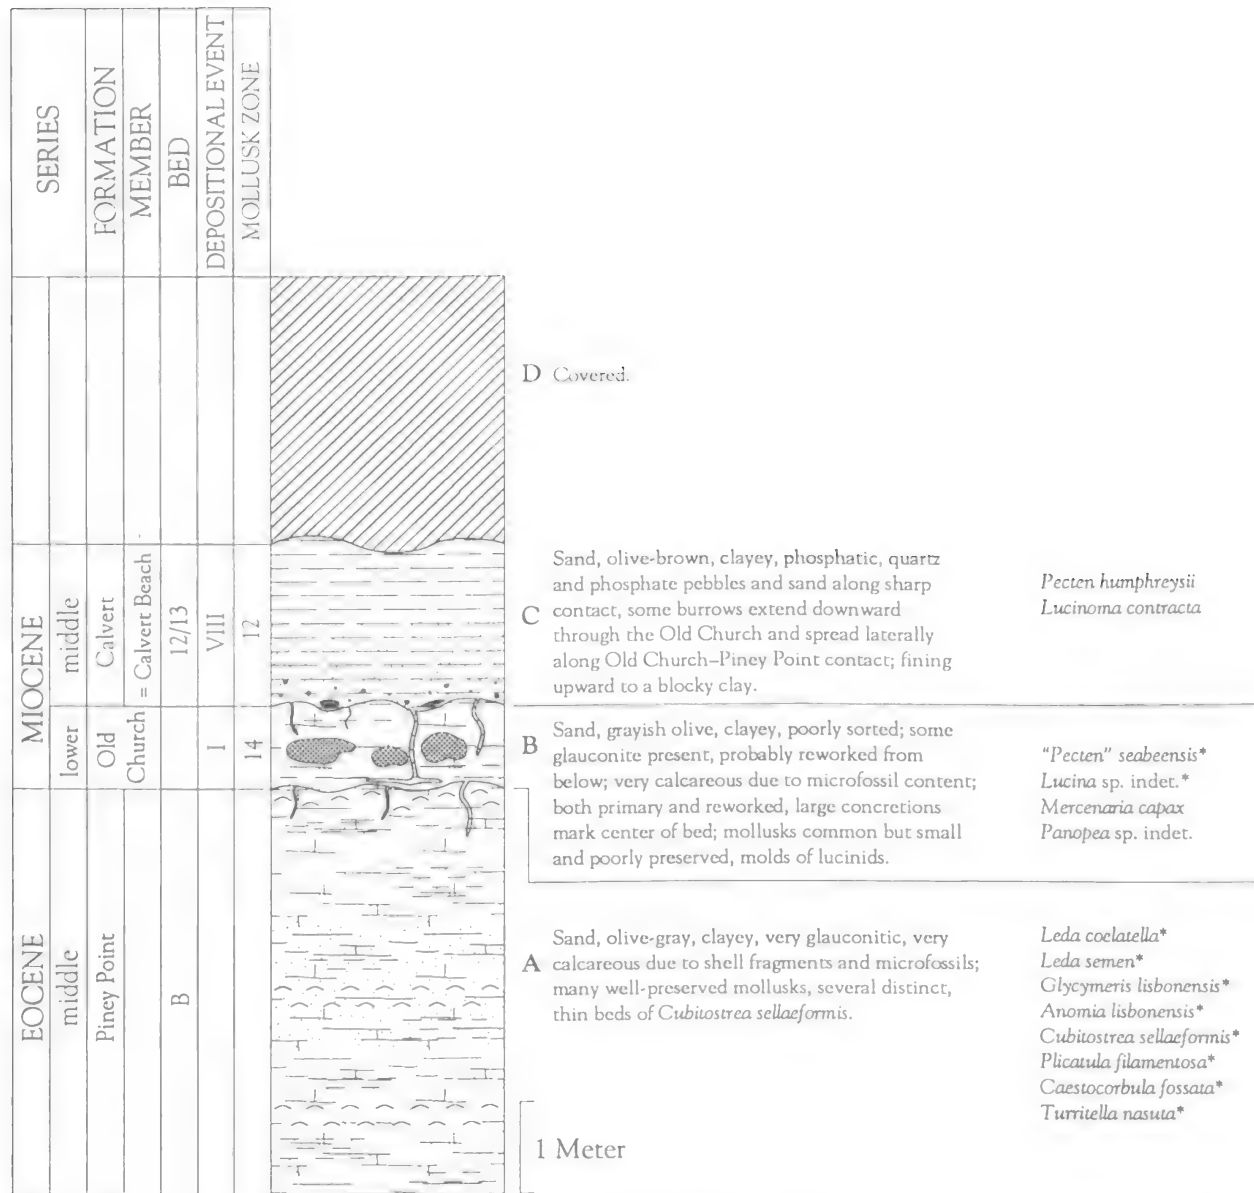 SERIES
FORMATION
MEMBER
BED
DEPOSITIONAL EVENT
MOLLUSK ZONE
D Covered.
MIOCENE
middle
Calvert
= Calvert Beach
12/13
VIII
12
C
Sand, olive-brown, clayey, phosphatic, quartz
and phosphate pebbles and sand along sharp
contact, some burrows extend downward
through the Old Church and spread laterally
along Old Church–Piney Point contact; fining
upward to a blocky clay.
Pecten humphreysii
Lucinoma contracta
lower
Old
Church
I
14
B
Sand, grayish olive, clayey, poorly sorted; some
glauconite present, probably reworked from
below; very calcareous due to microfossil content;
both primary and reworked, large concretions
mark center of bed; mollusks common but small
and poorly preserved, molds of lucinids.
"Pecten" seabeensis*
Lucina sp. indet.*
Mercenaria capax
Panopea sp. indet.
EOCENE
middle
Piney Point
B
A
Sand, olive-gray, clayey, very glauconitic, very
calcareous due to shell fragments and microfossils;
many well-preserved mollusks, several distinct,
thin beds of Cubitostrea sellaeformis.
Leda coelatella*
Leda semen*
Glycymeris lisbonensis*
Anomia lisbonensis*
Cubitostrea sellaeformis*
Plicatula filamentosa*
Caestocorbula fossata*
Turritella nasuta*
1 Meter